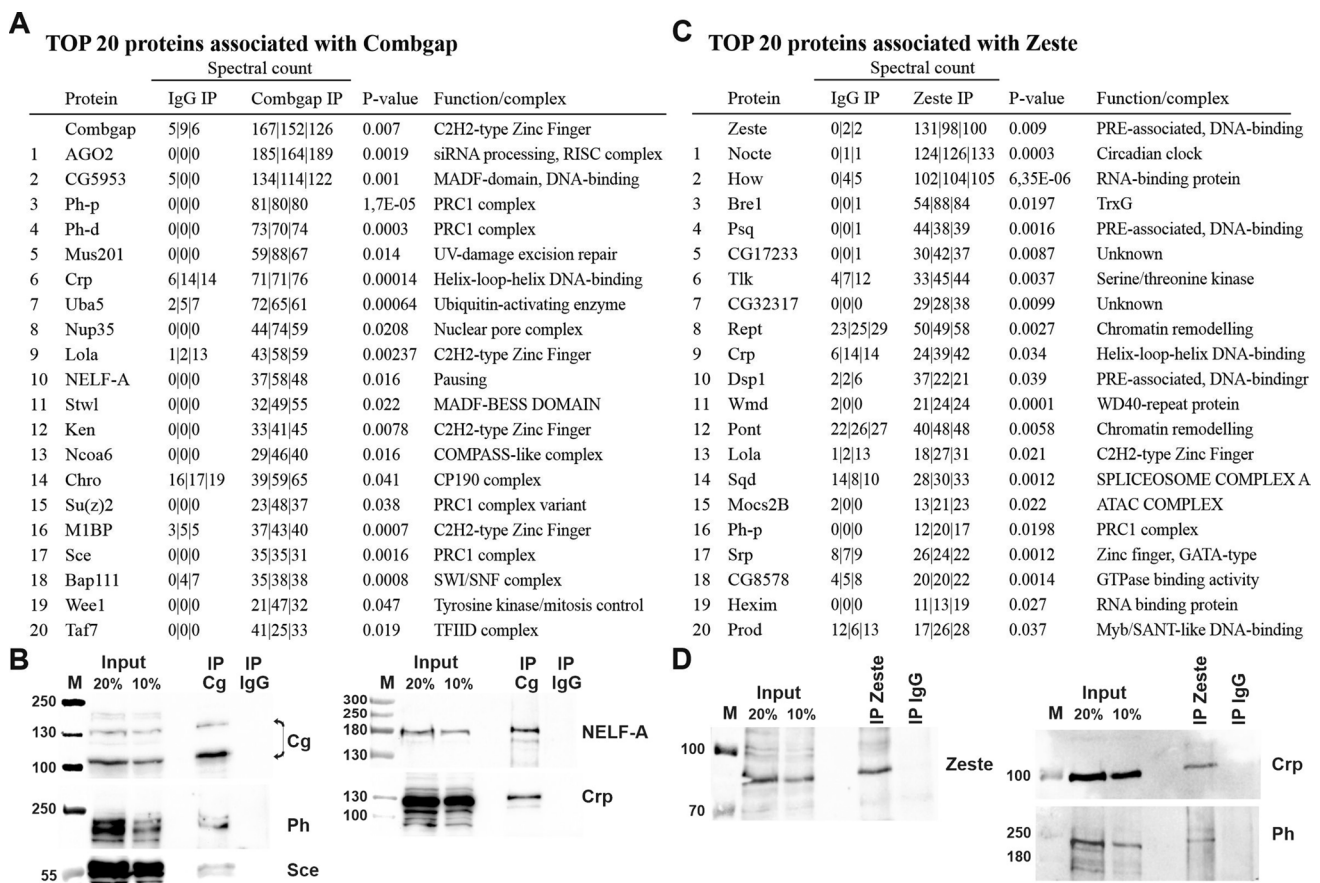 A
TOP 20 proteins associated with Combgap
Spectral count
Protein IgG IP Combgap IP P-value Function/complex
Combgap 5|9|6 167|152|126 0.007 C2H2-type Zinc Finger
1 AGO2 0|0|0 185|164|189 0.0019 siRNA processing, RISC complex
2 CG5953 5|0|0 134|114|122 0.001 MADF-domain, DNA-binding
3 Ph-p 0|0|0 81|80|80 1,7E-05 PRC1 complex
4 Ph-d 0|0|0 73|70|74 0.0003 PRC1 complex
5 Mus201 0|0|0 59|88|67 0.014 UV-damage excision repair
6 Crp 6|14|14 71|71|76 0.00014 Helix-loop-helix DNA-binding
7 Uba5 2|5|7 72|65|61 0.00064 Ubiquitin-activating enzyme
8 Nup35 0|0|0 44|74|59 0.0208 Nuclear pore complex
9 Lola 1|2|13 43|58|59 0.00237 C2H2-type Zinc Finger
10 NELF-A 0|0|0 37|58|48 0.016 Pausing
11 Stwl 0|0|0 32|49|55 0.022 MADF-BESS DOMAIN
12 Ken 0|0|0 33|41|45 0.0078 C2H2-type Zinc Finger
13 Ncoa6 0|0|0 29|46|40 0.016 COMPASS-like complex
14 Chro 16|17|19 39|59|65 0.041 CP190 complex
15 Su(z)2 0|0|0 23|48|37 0.038 PRC1 complex variant
16 M1BP 3|5|5 37|43|40 0.0007 C2H2-type Zinc Finger
17 Sce 0|0|0 35|35|31 0.0016 PRC1 complex
18 Bap111 0|4|7 35|38|38 0.0008 SWI/SNF complex
19 Wee1 0|0|0 21|47|32 0.047 Tyrosine kinase/mitosis control
20 Taf7 0|0|0 41|25|33 0.019 TFIID complex
C
TOP 20 proteins associated with Zeste
Spectral count
Protein IgG IP Zeste IP P-value Function/complex
Zeste 0|2|2 131|98|100 0.009 PRE-associated, DNA-binding
1 Nocte 0|1|1 124|126|133 0.0003 Circadian clock
2 How 0|4|5 102|104|105 6,35E-06 RNA-binding protein
3 Bre1 0|0|1 54|88|84 0.0197 TrxG
4 Psq 0|0|1 44|38|39 0.0016 PRE-associated, DNA-binding
5 CG17233 0|0|1 30|42|37 0.0087 Unknown
6 Tlk 4|7|12 33|45|44 0.0037 Serine/threonine kinase
7 CG32317 0|0|0 29|28|38 0.0099 Unknown
8 Rept 23|25|29 50|49|58 0.0027 Chromatin remodelling
9 Crp 6|14|14 24|39|42 0.034 Helix-loop-helix DNA-binding
10 Dsp1 2|2|6 37|22|21 0.039 PRE-associated, DNA-bindingr
11 Wmd 2|0|0 21|24|24 0.0001 WD40-repeat protein
12 Pont 22|26|27 40|48|48 0.0058 Chromatin remodelling
13 Lola 1|2|13 18|27|31 0.021 C2H2-type Zinc Finger
14 Sqd 14|8|10 28|30|33 0.0012 SPLICEOSOME COMPLEX A
15 Mocs2B 2|0|0 13|21|23 0.022 ATAC COMPLEX
16 Ph-p 0|0|0 12|20|17 0.0198 PRC1 complex
17 Srp 8|7|9 26|24|22 0.0012 Zinc finger, GATA-type
18 CG8578 4|5|8 20|20|22 0.0014 GTPase binding activity
19 Hexim 0|0|0 11|13|19 0.027 RNA binding protein
20 Prod 12|6|13 17|26|28 0.037 Myb/SANT-like DNA-binding
B
Input IP IP
M 20% 10% Cg IgG
250
130
100
Cg
250
Ph
55
Sce
Input IP IP
M 20% 10% Cg IgG
300
250
180
130
NELF-A
130
100
Crp
D
Input
M 20% 10% IP Zeste IP IgG
100
70
Zeste
Input
M 20% 10% IP Zeste IP IgG
100
Crp
250
180
Ph